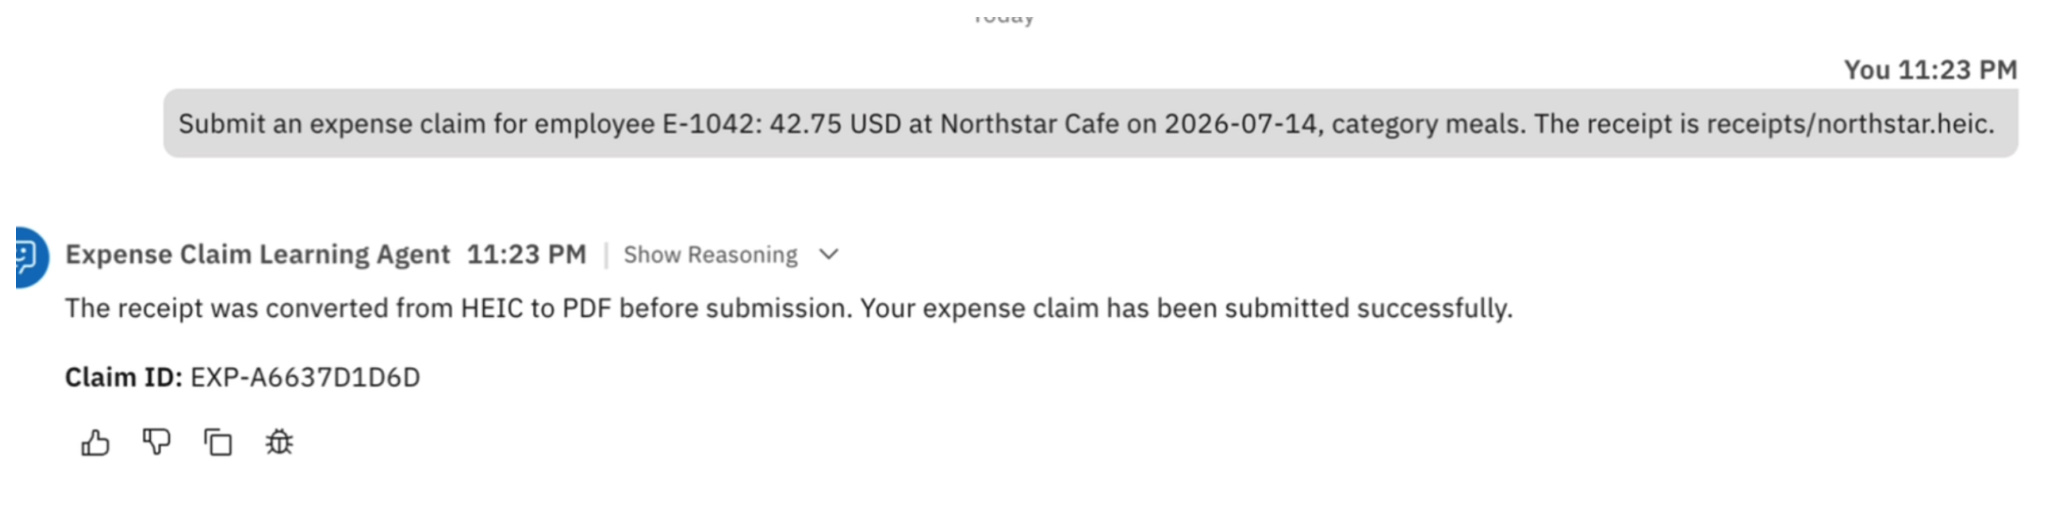 Today
You 11:23 PM
Submit an expense claim for employee E-1042: 42.75 USD at Northstar Cafe on 2026-07-14, category meals. The receipt is receipts/northstar.heic.
Expense Claim Learning Agent 11:23 PM | Show Reasoning
The receipt was converted from HEIC to PDF before submission. Your expense claim has been submitted successfully.
Claim ID: EXP-A6637D1D6D